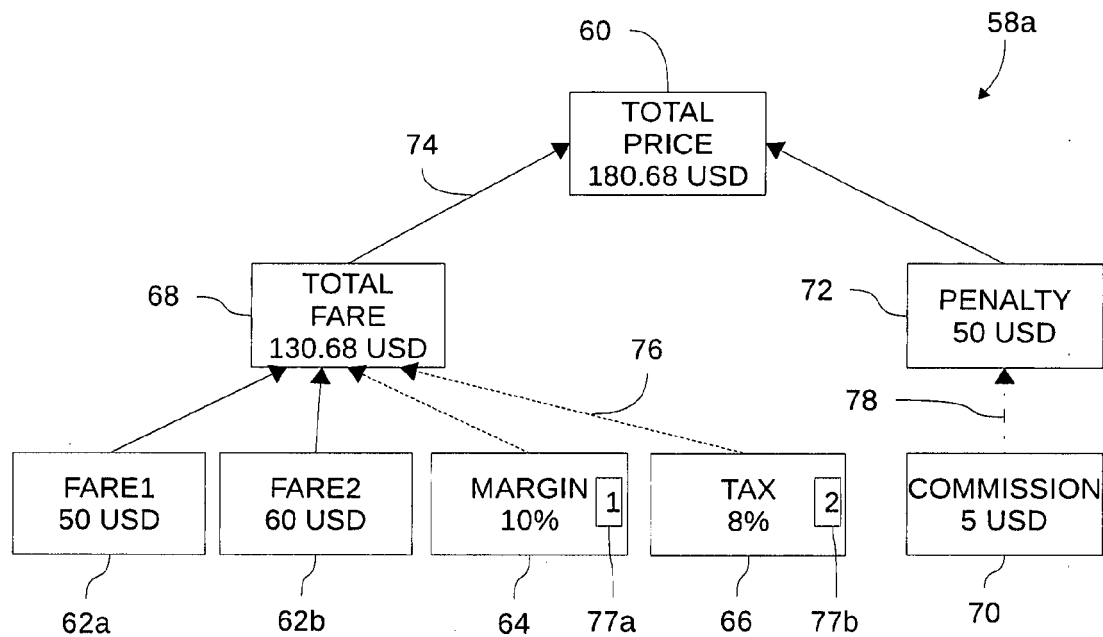 60
58a
TOTAL
PRICE
180.68 USD
74
68
TOTAL
FARE
130.68 USD
72
PENALTY
50 USD
76
78
FARE1
50 USD
FARE2
60 USD
MARGIN
10%
1
TAX
8%
2
COMMISSION
5 USD
62a
62b
64
77a
66
77b
70